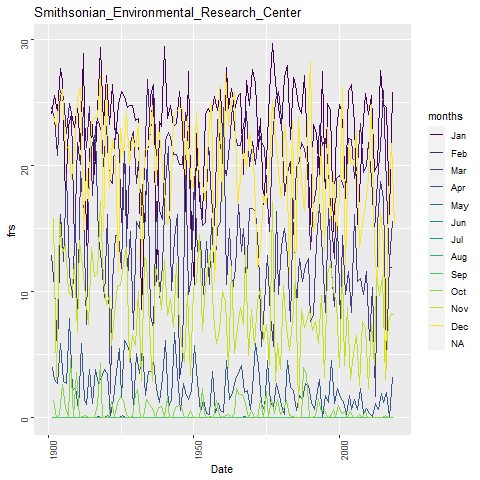 Smithsonian_Environmental_Research_Center
30
20
10
0
frs
1900
1950
2000
Date
months
Jan
Feb
Mar
Apr
May
Jun
Jul
Aug
Sep
Oct
Nov
Dec
NA